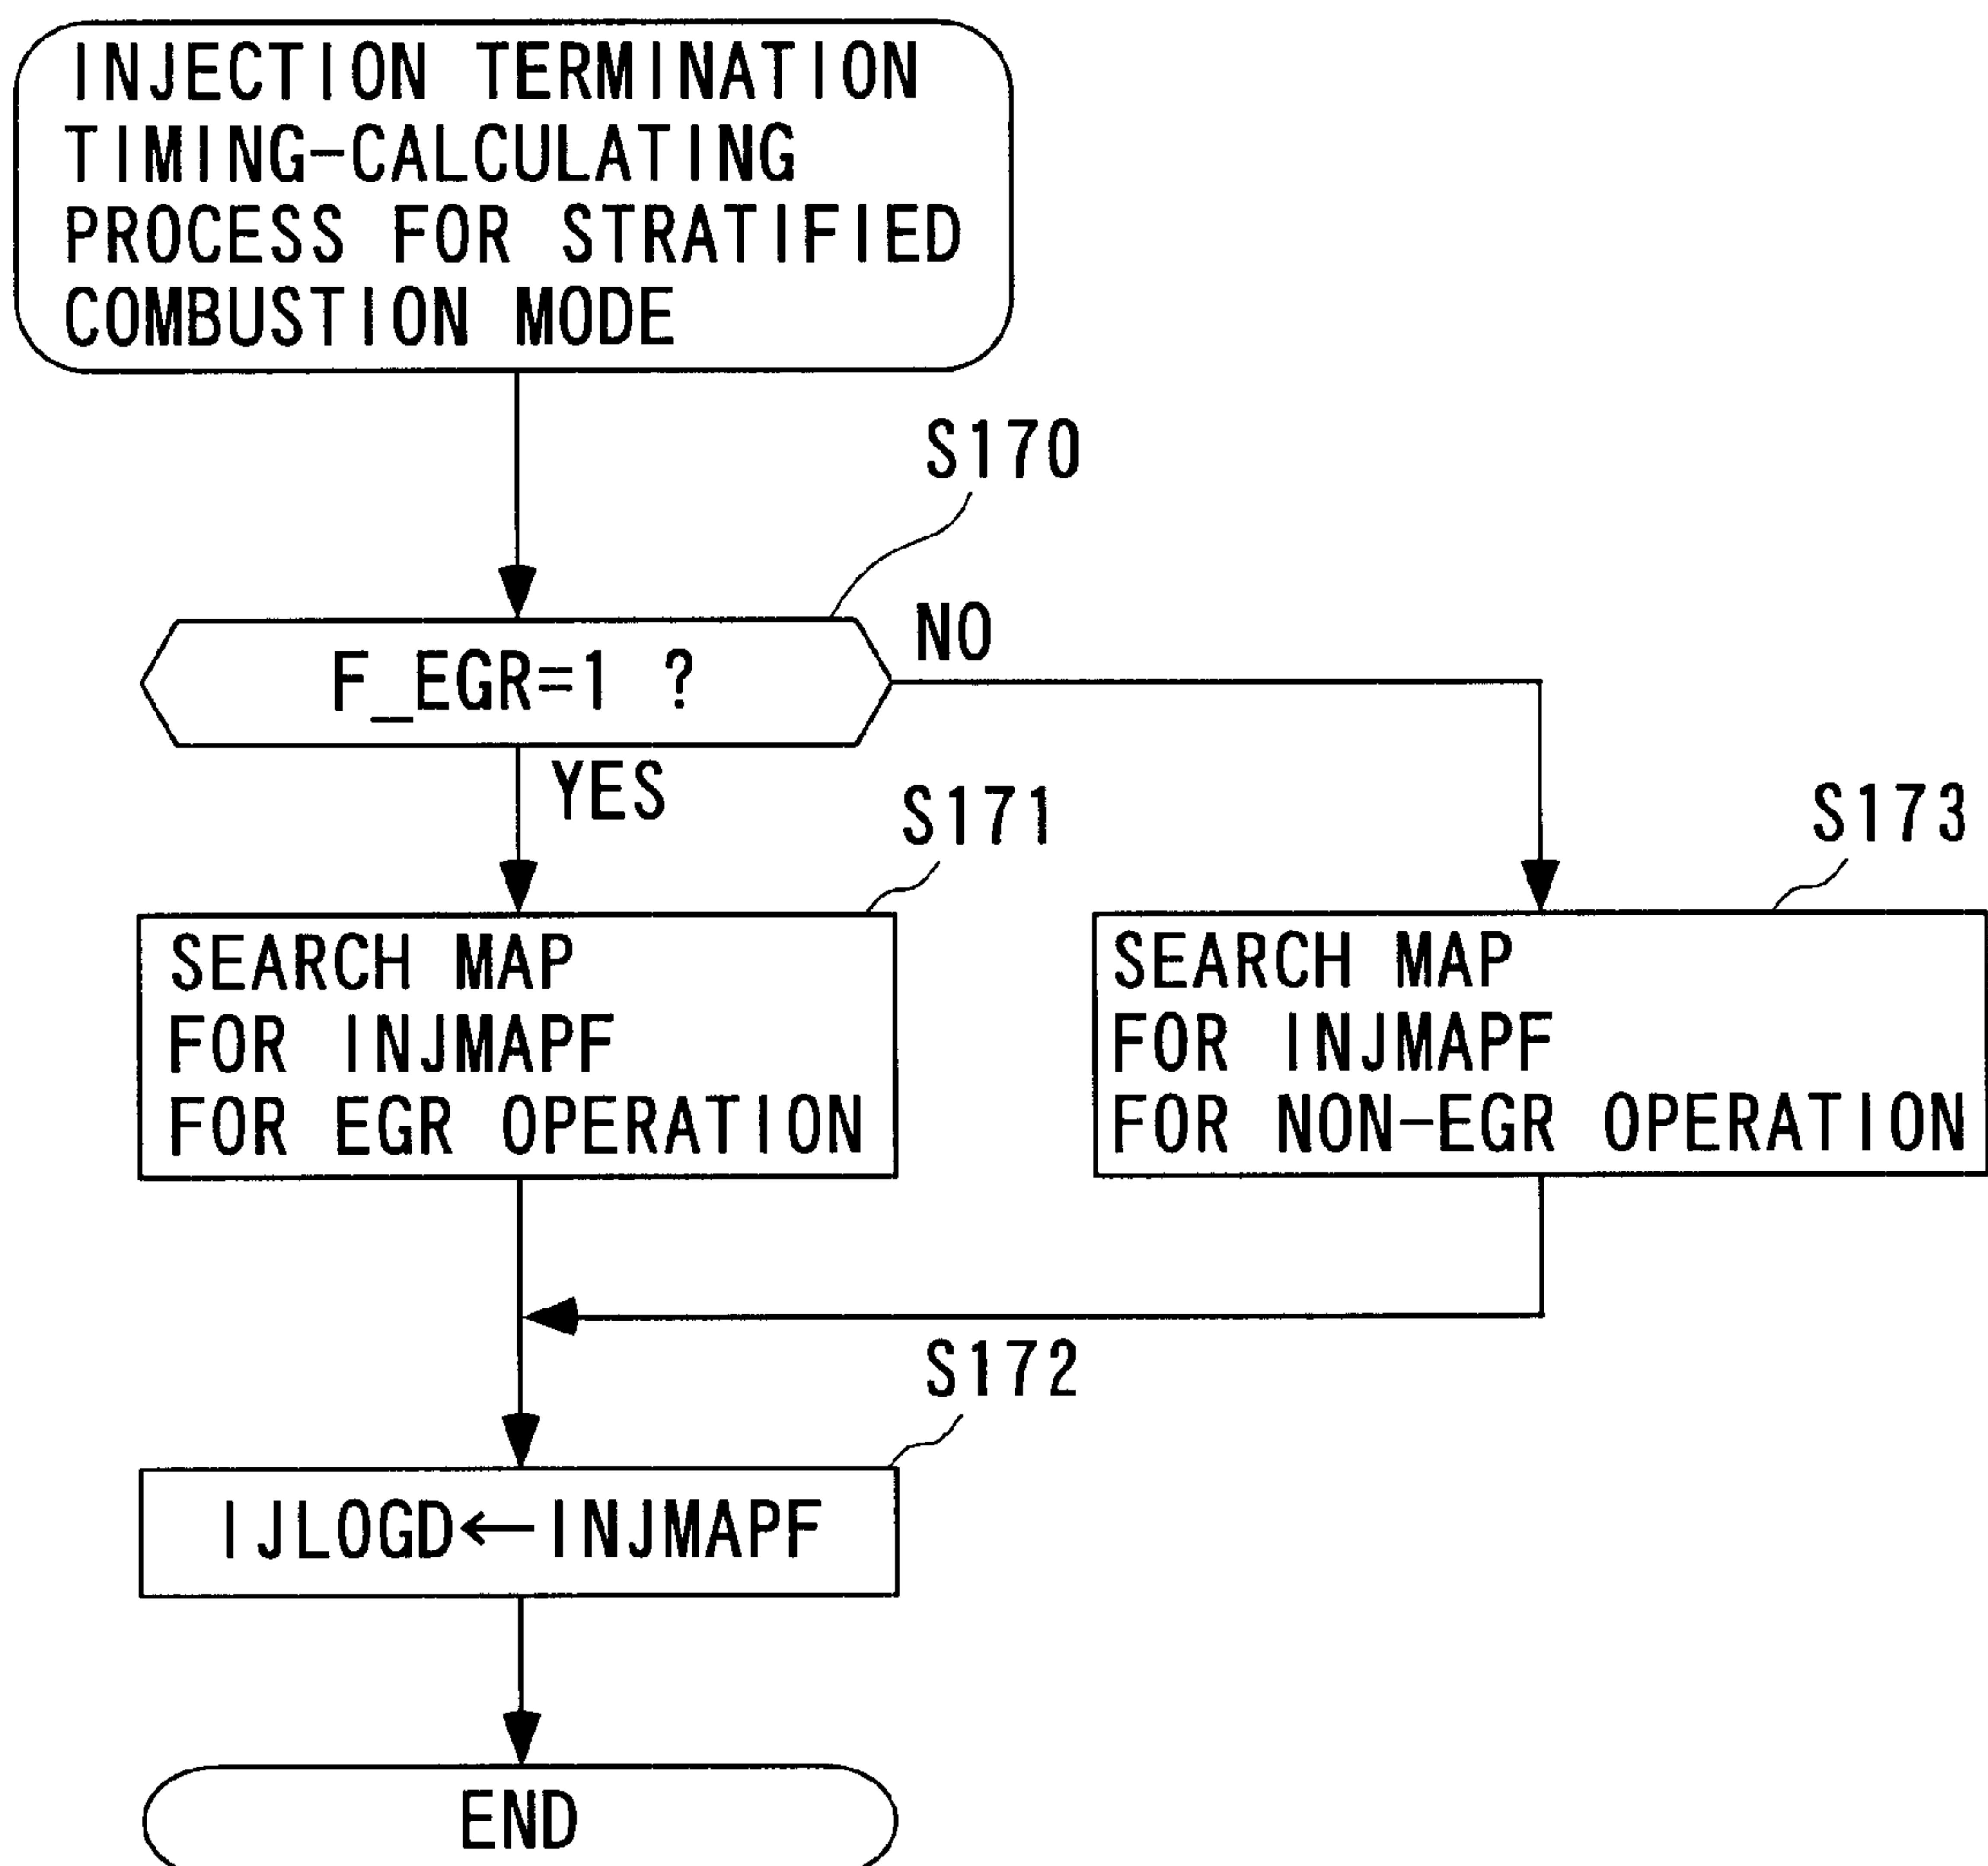 INJECTION TERMINATION
TIMING-CALCULATING
PROCESS FOR STRATIFIED
COMBUSTION MODE
S170
F_EGR=1 ?
NO
YES
S171
S173
SEARCH MAP
FOR INJMAPF
FOR EGR OPERATION
SEARCH MAP
FOR INJMAPF
FOR NON-EGR OPERATION
S172
IJLOGD←INJMAPF
END